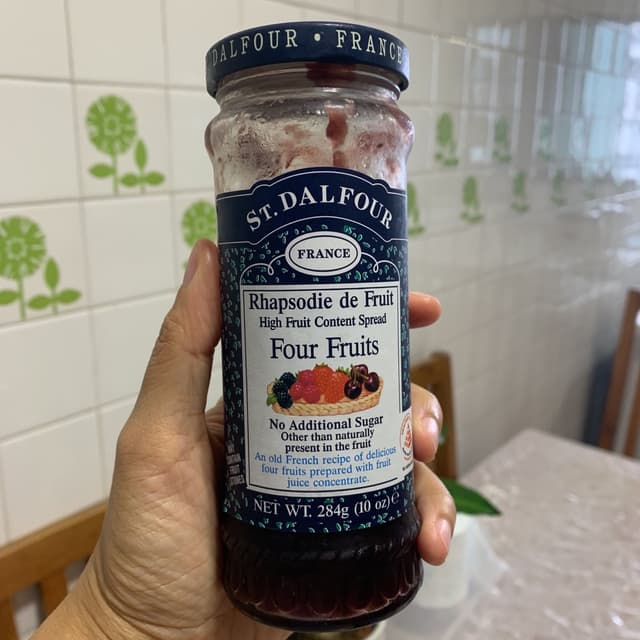 DALFOUR • FRANCE
ST. DALFOUR
FRANCE
Rhapsodie de Fruit
High Fruit Content Spread
Four Fruits
No Additional Sugar
Other than naturally
present in the fruit
An old French recipe of delicious
four fruits prepared with fruit
juice concentrate.
NET WT. 284g (10 oz) e